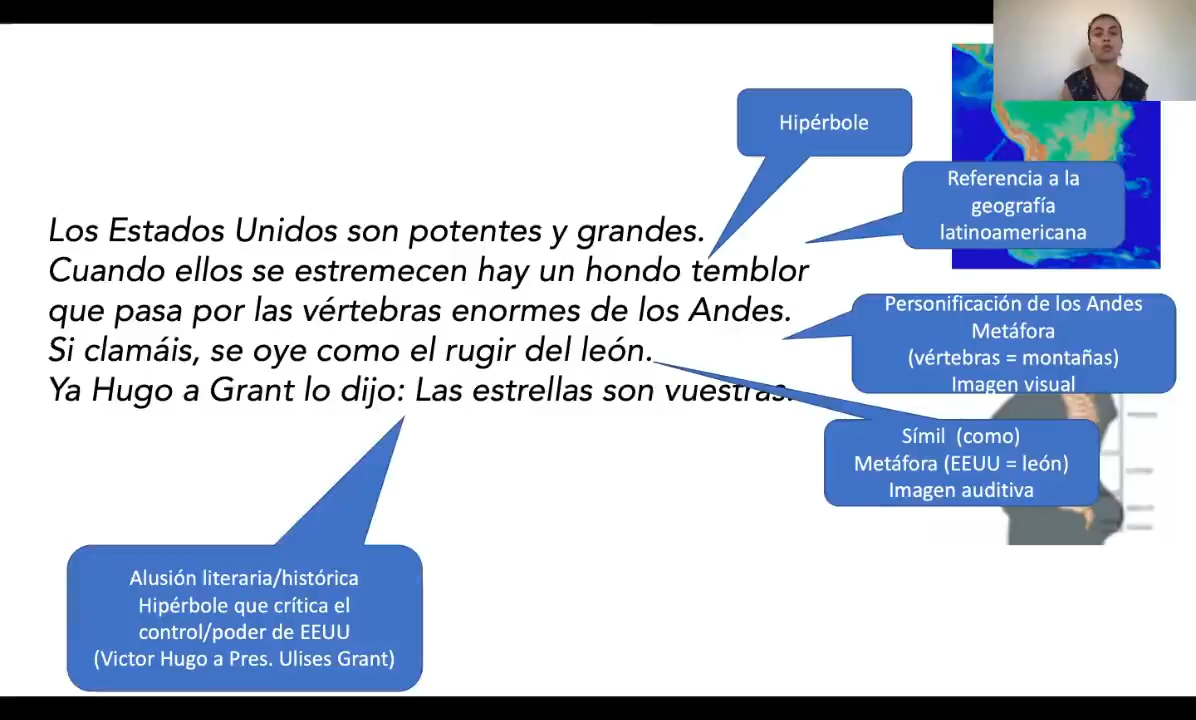 Hipérbole
Referencia a la
geografía
latinoamericana
Los Estados Unidos son potentes y grandes.
Cuando ellos se estremecen hay un hondo temblor
que pasa por las vértebras enormes de los Andes.
Si clamáis, se oye como el rugir del león.
Ya Hugo a Grant lo dijo: Las estrellas son vuestras.
Personificación de los Andes
Metáfora
(vértebras = montañas)
Imagen visual
Símil (como)
Metáfora (EEUU = león)
Imagen auditiva
Alusión literaria/histórica
Hipérbole que crítica el
control/poder de EEUU
(Victor Hugo a Pres. Ulises Grant)